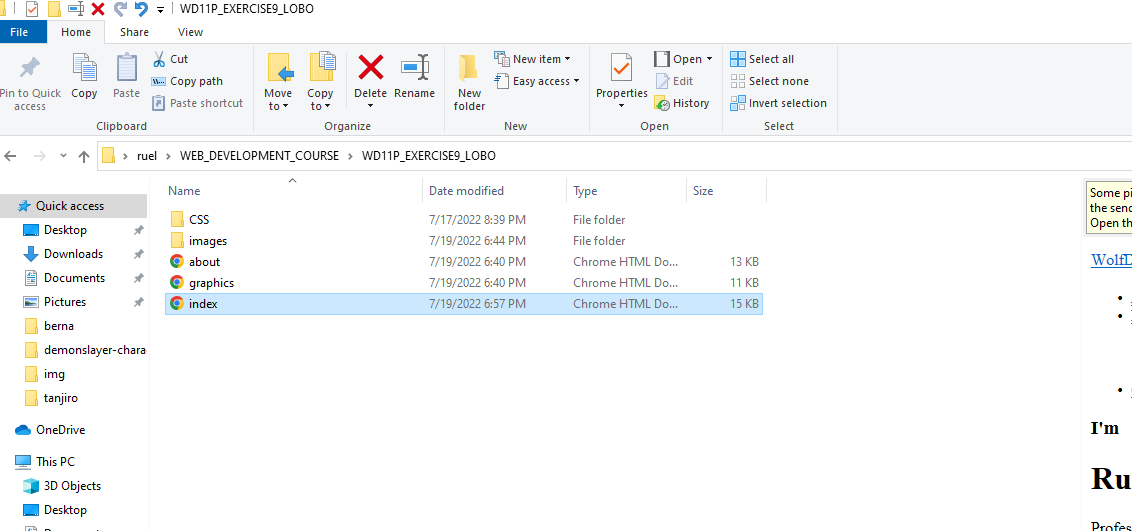 WD11P_EXERCISE9_LOBO
File Home Share View
Pin to Quick access
Copy
Paste
Cut
Copy path
Paste shortcut
Clipboard
Move to
Copy to
Delete
Rename
Organize
New folder
New item
Easy access
New
Properties
Open
Edit
History
Open
Select all
Select none
Invert selection
Select
ruel > WEB_DEVELOPMENT_COURSE > WD11P_EXERCISE9_LOBO
Quick access
Desktop
Downloads
Documents
Pictures
berna
demonslayer-chara
img
tanjiro
OneDrive
This PC
3D Objects
Desktop
Name Date modified Type Size
CSS 7/17/2022 8:39 PM File folder
images 7/19/2022 6:44 PM File folder
about 7/19/2022 6:40 PM Chrome HTML Do... 13 KB
graphics 7/19/2022 6:40 PM Chrome HTML Do... 11 KB
index 7/19/2022 6:57 PM Chrome HTML Do... 15 KB
Some pi
the send
Open th
WolfD
I'm
Ru
Profes